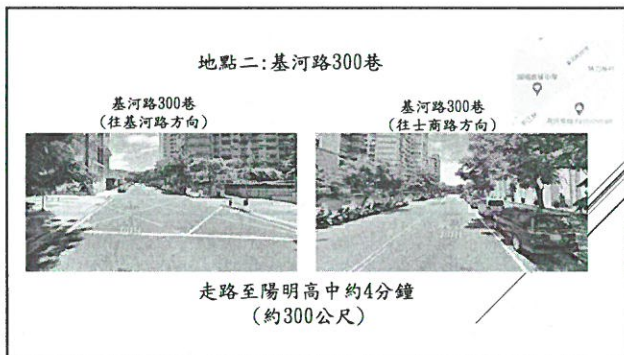 地點二:基河路300巷
基河路300巷
(往基河路方向)
基河路300巷
(往士商路方向)
走路至陽明高中約4分鐘
(約300公尺)